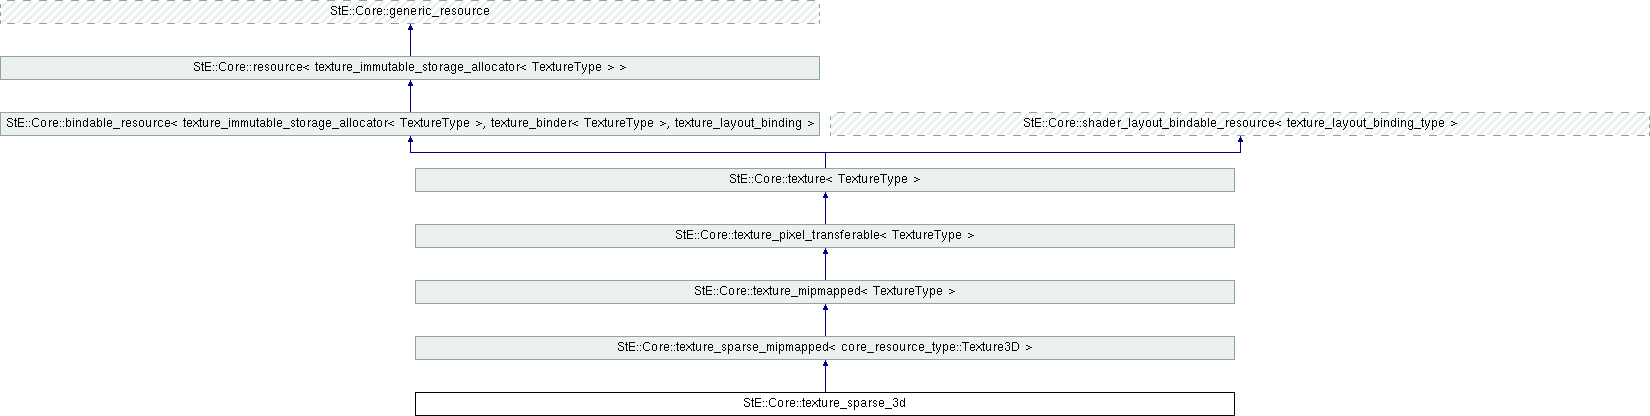 StE::Core::generic_resource
StE::Core::resource< texture_immutable_storage_allocator< TextureType > >
StE::Core::bindable_resource< texture_immutable_storage_allocator< TextureType >, texture_binder< TextureType >, texture_layout_binding >
StE::Core::shader_layout_bindable_resource< texture_layout_binding_type >
StE::Core::texture< TextureType >
StE::Core::texture_pixel_transferable< TextureType >
StE::Core::texture_mipmapped< TextureType >
StE::Core::texture_sparse_mipmapped< core_resource_type::Texture3D >
StE::Core::texture_sparse_3d